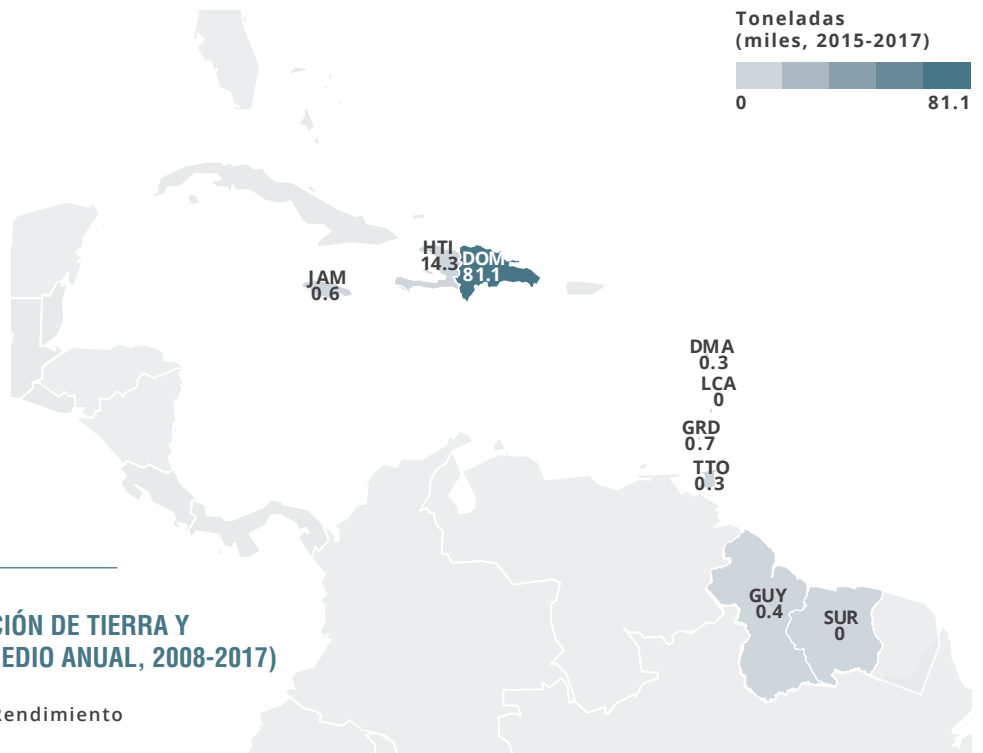 Toneladas
(miles, 2015-2017)
0
81.1
HTI
14.3
DOM
81.1
JAM
0.6
DMA
0.3
LCA
0
GRD
0.7
TTO
0.3
GUY
0.4
SUR
0
CIÓN DE TIERRA Y
EDIO ANUAL, 2008-2017)
Rendimiento